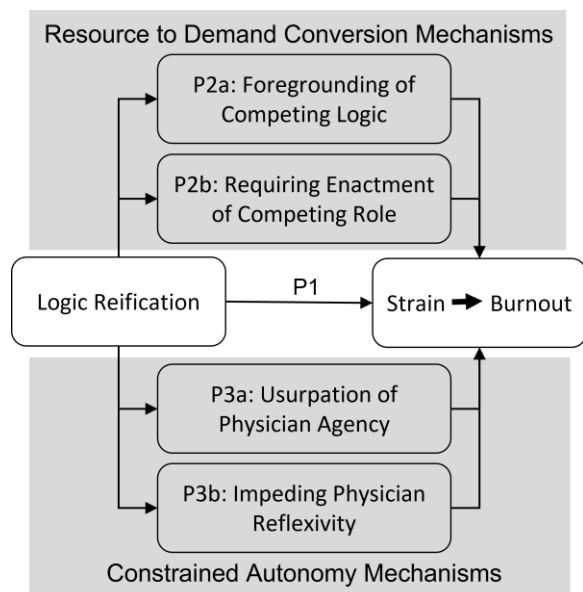 Resource to Demand Conversion Mechanisms
P2a: Foregrounding of
Competing Logic
P2b: Requiring Enactment
of Competing Role
Logic Reification
P1
Strain
Burnout
P3a: Usurpation of
Physician Agency
P3b: Impeding Physician
Reflexivity
Constrained Autonomy Mechanisms